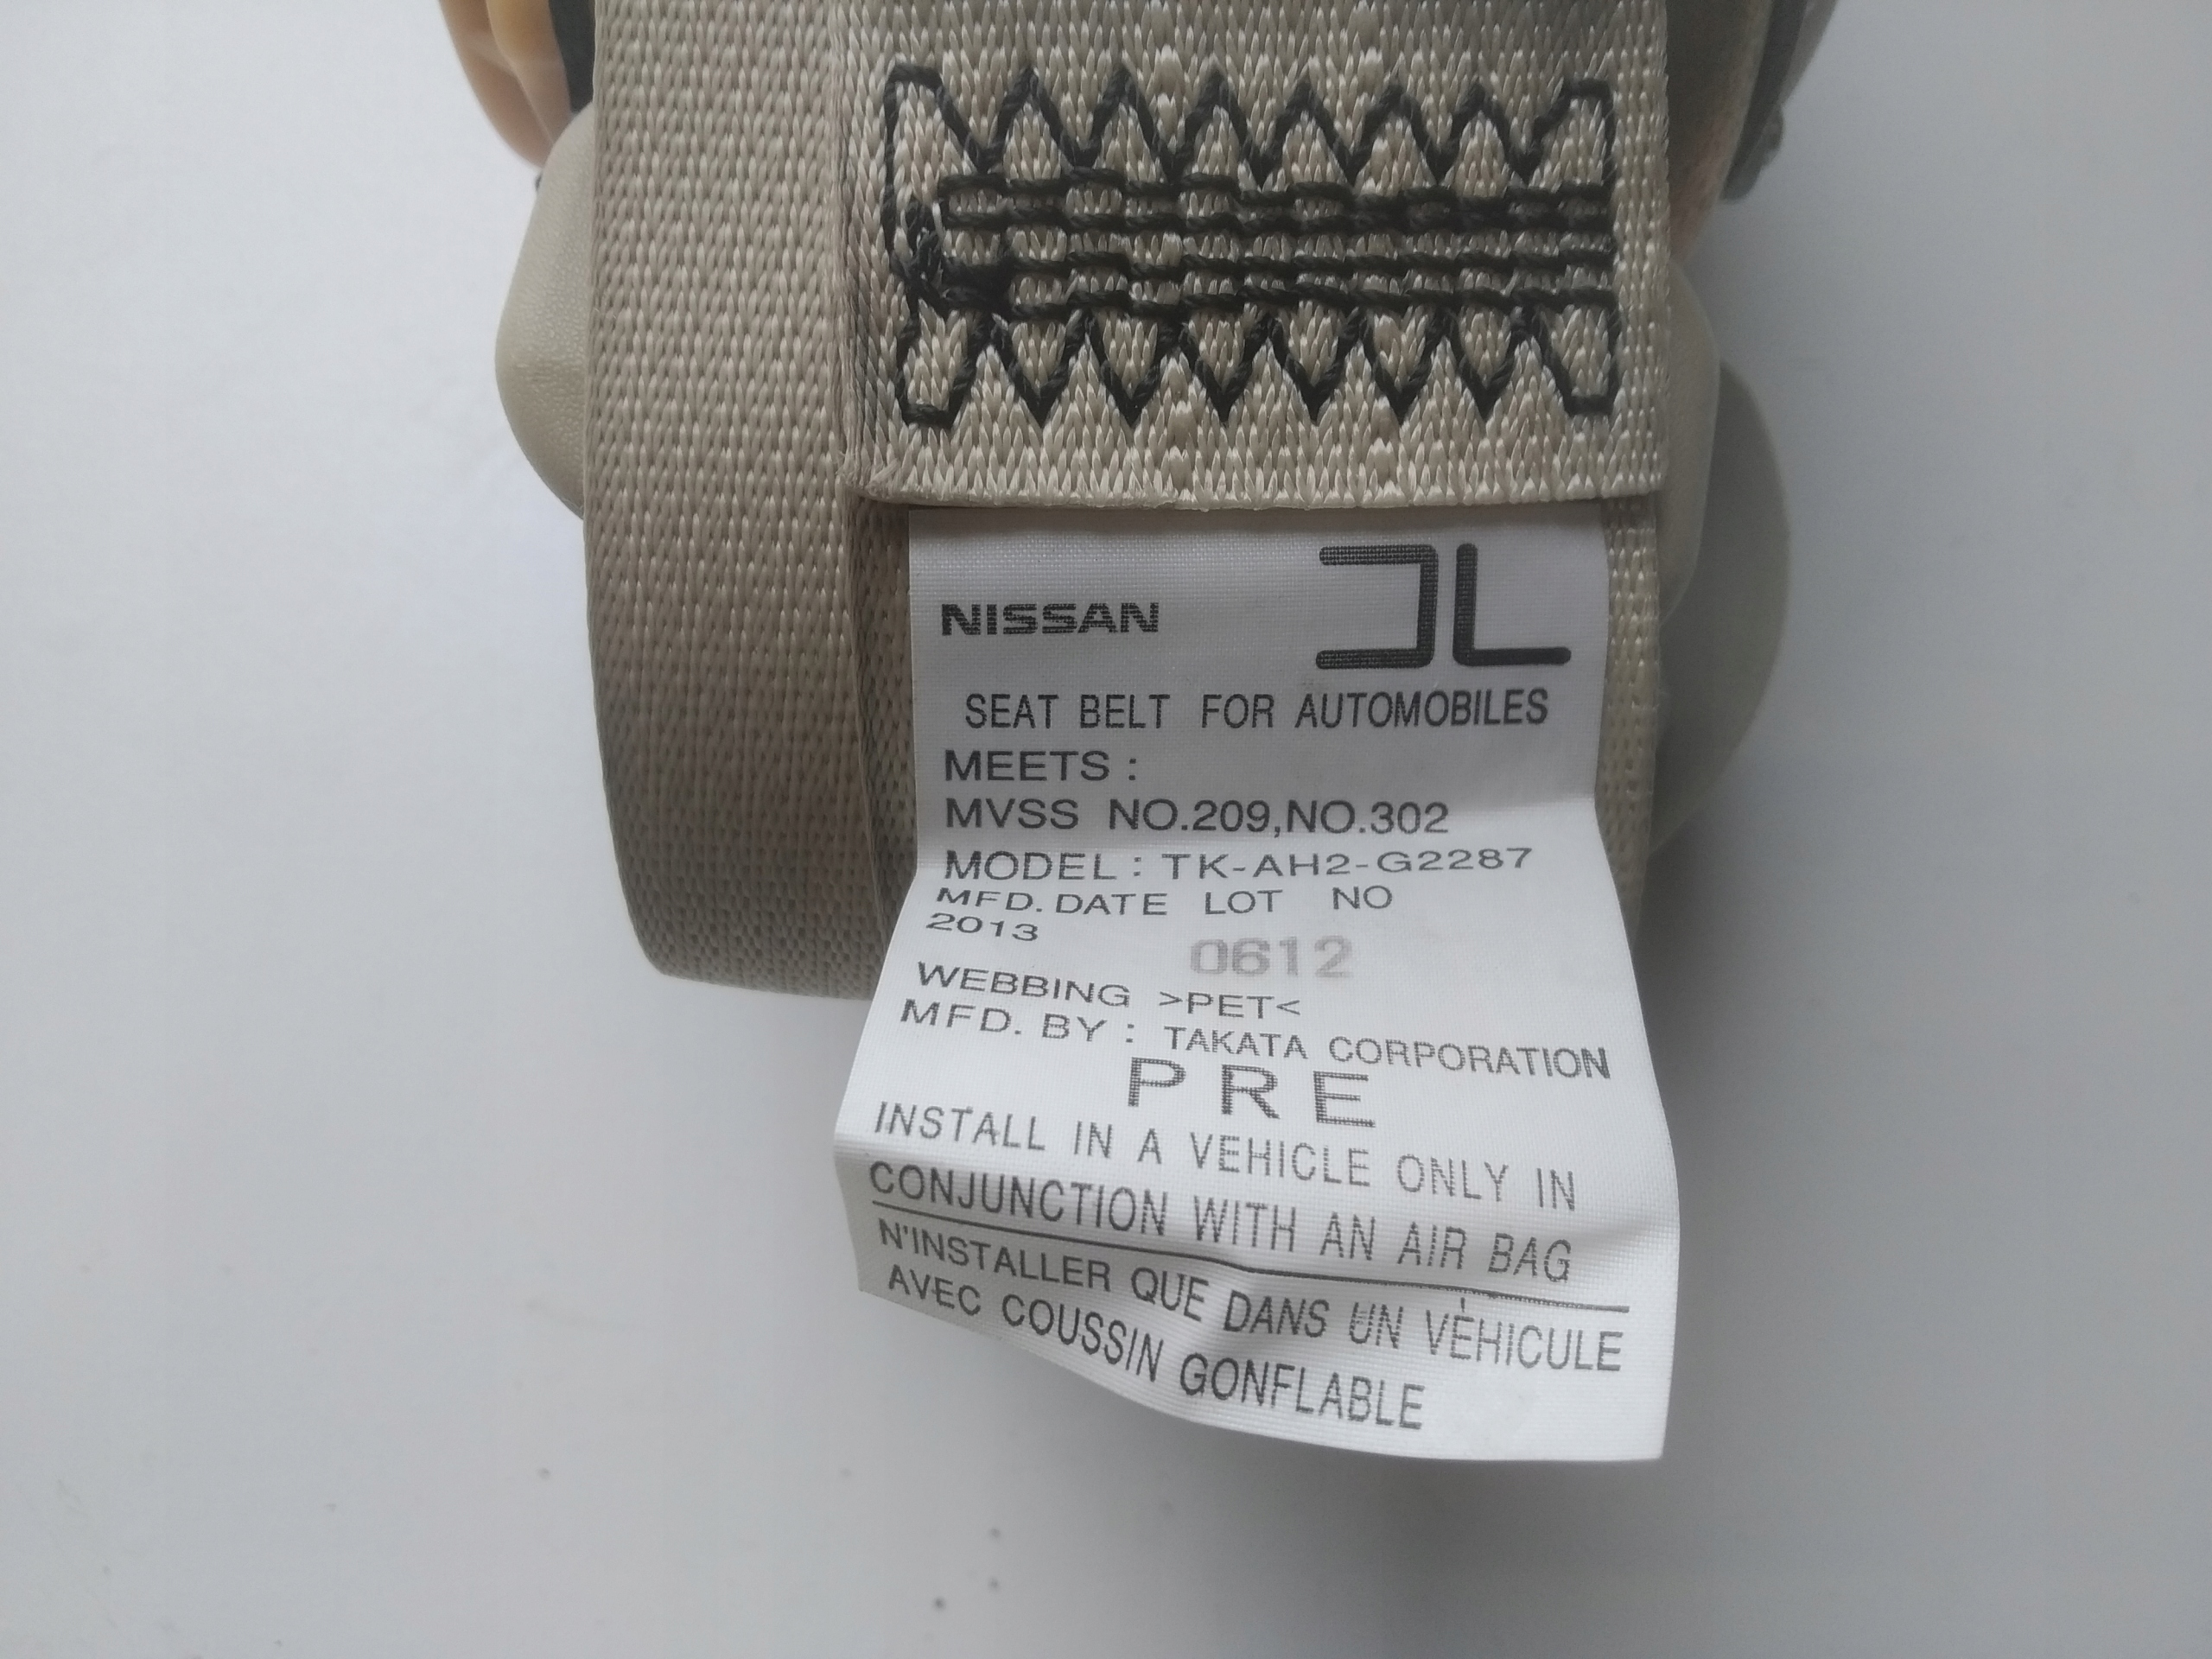 NISSAN JL
SEAT BELT FOR AUTOMOBILES
MEETS :
MVSS NO.209,NO.302
MODEL : TK-AH2-G2287
MFD. DATE LOT NO
2013 0612
WEBBING >PET<
MFD. BY : TAKATA CORPORATION
PRE
INSTALL IN A VEHICLE ONLY IN
CONJUNCTION WITH AN AIR BAG
N'INSTALLER QUE DANS UN VÉHICULE
AVEC COUSSIN GONFLABLE